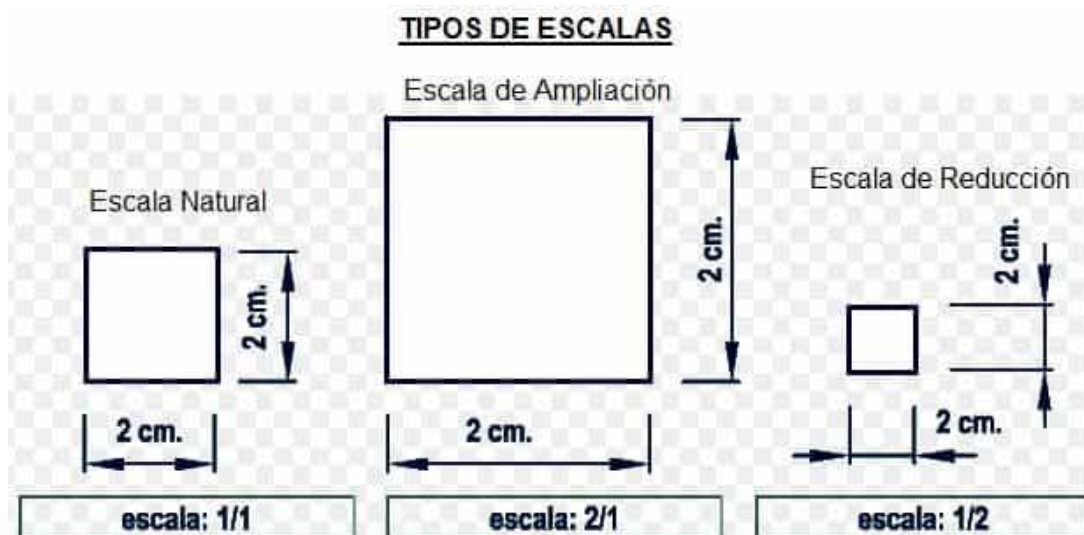 TIPOS DE ESCALAS
Escala de Ampliación
Escala Natural
Escala de Reducción
2 cm.
2 cm.
2 cm.
2 cm.
2 cm.
2 cm.
escala: 1/1
escala: 2/1
escala: 1/2